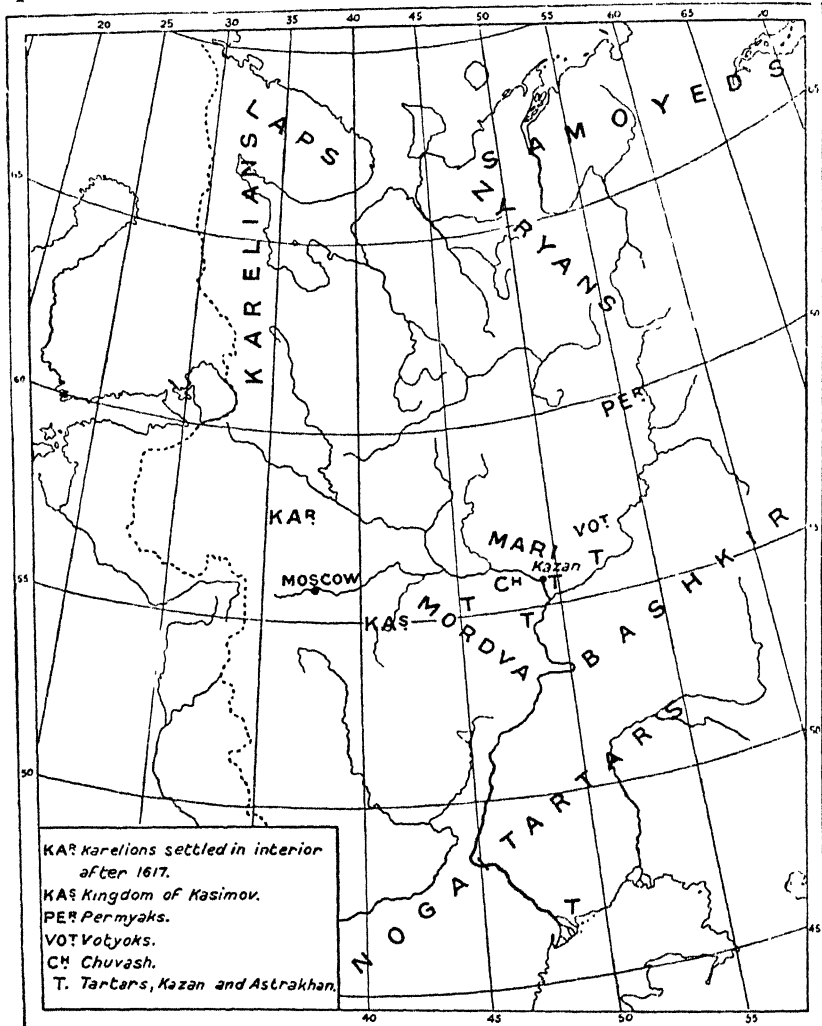 20 25 30 31 35 40 45 50 55 60 65 70
LAPS
SAMOYEDS
65
65
ZYRYANS
KARELIANS
60
60
PER
KAR
VOT
MARI
T
Kazan
CH T
MOSCOW
BASHKIR
55
55
T
KAS
MORDVA
T
50
50
NOGA TARTARS
T
45
KAR Karelions settled in interior
after 1617.
KAS Kingdom of Kasimov.
PER Permyaks.
VOT Votyoks.
CH Chuvash.
T. Tartars, Kazan and Astrakhan.
40 45 50 55